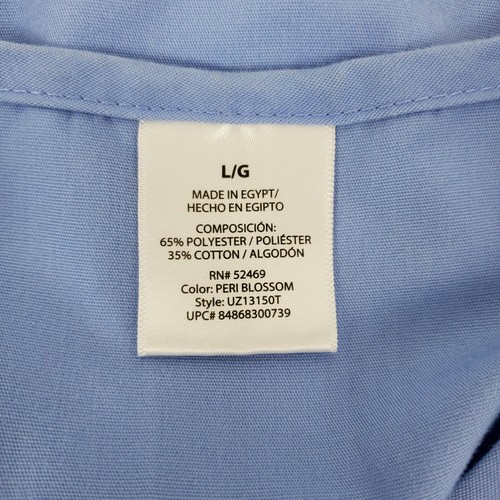 L/G
MADE IN EGYPT/
HECHO EN EGIPTO
COMPOSICIÓN:
65% POLYESTER / POLIÉSTER
35% COTTON / ALGODÓN
RN# 52469
Color: PERI BLOSSOM
Style: UZ13150T
UPC# 84868300739